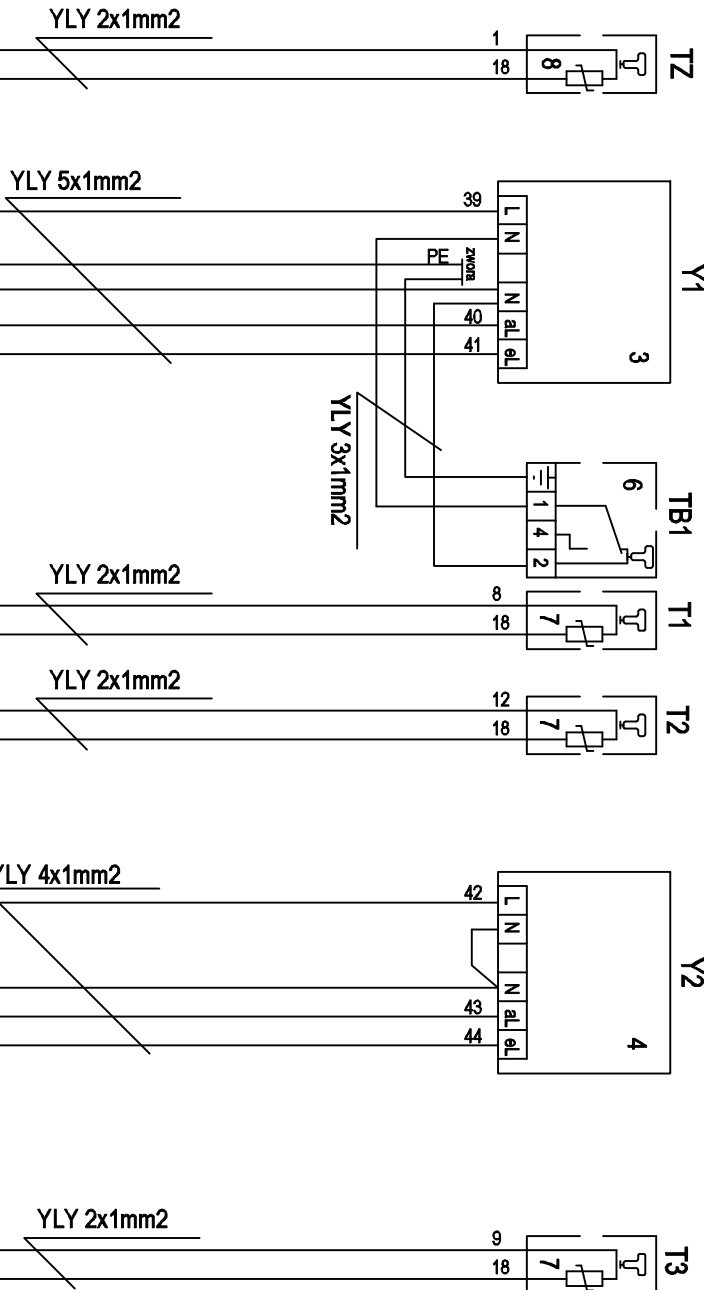 YLY 2x1mm2
1
18
8
TZ
YLY 5x1mm2
39
L
N
PE
zwora
N
40
aL
41
eL
3
Y1
YLY 3x1mm2
6
1
4
2
TB1
YLY 2x1mm2
8
18
7
T1
YLY 2x1mm2
12
18
7
T2
YLY 4x1mm2
42
L
N
N
43
aL
44
eL
4
Y2
YLY 2x1mm2
9
18
7
T3